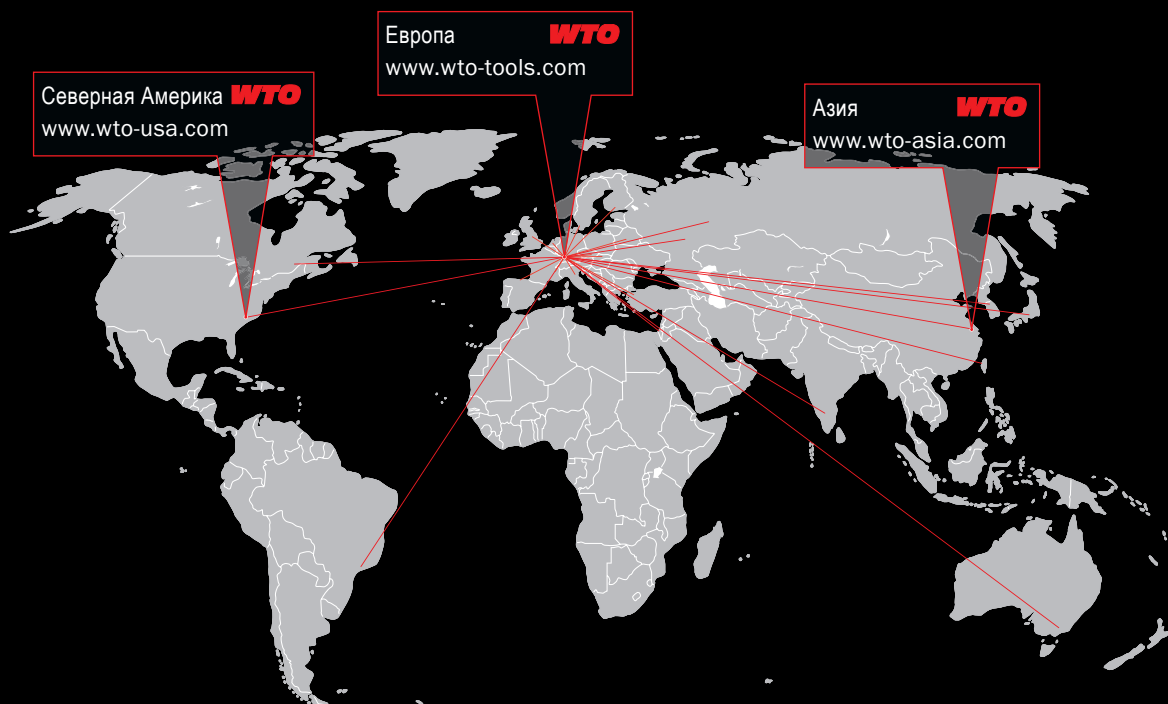 Европа WTO
www.wto-tools.com
Северная Америка WTO
www.wto-usa.com
Азия WTO
www.wto-asia.com